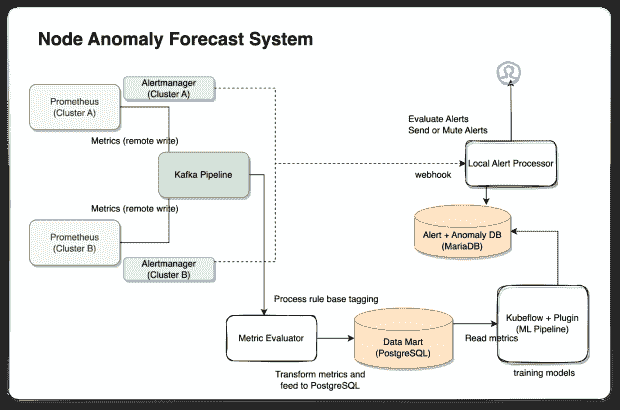 Node Anomaly Forecast System
Alertmanager
(Cluster A)
Prometheus
(Cluster A)
Evaluate Alerts
Send or Mute Alerts
Metrics (remote write)
Local Alert Processor
Kafka Pipeline
webhook
Metrics (remote write)
Prometheus
(Cluster B)
Alert + Anomaly DB
(MariaDB)
Alertmanager
(Cluster B)
Process rule base tagging
Kubeflow + Plugin
(ML Pipeline)
Metric Evaluator
Data Mart
(PostgreSQL)
Read metrics
Transform metrics and
feed to PostgreSQL
training models